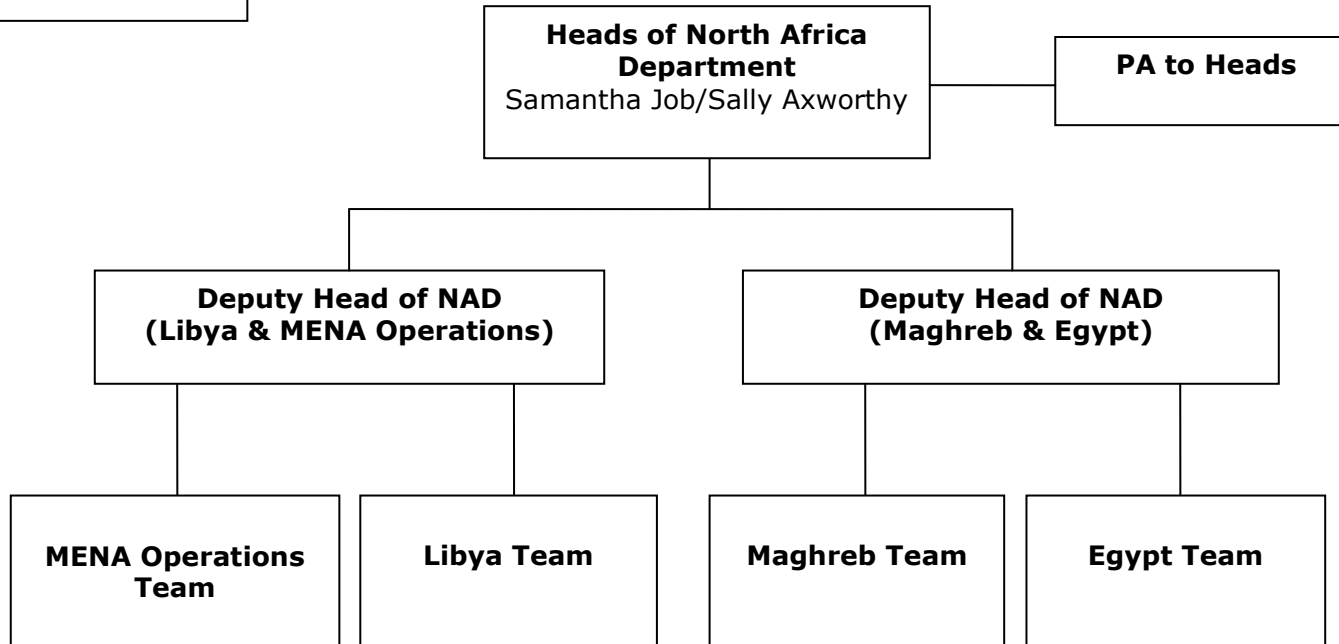 Heads of North Africa
Department
Samantha Job/Sally Axworthy
PA to Heads
Deputy Head of NAD
(Libya & MENA Operations)
Deputy Head of NAD
(Maghreb & Egypt)
MENA Operations
Team
Libya Team
Maghreb Team
Egypt Team